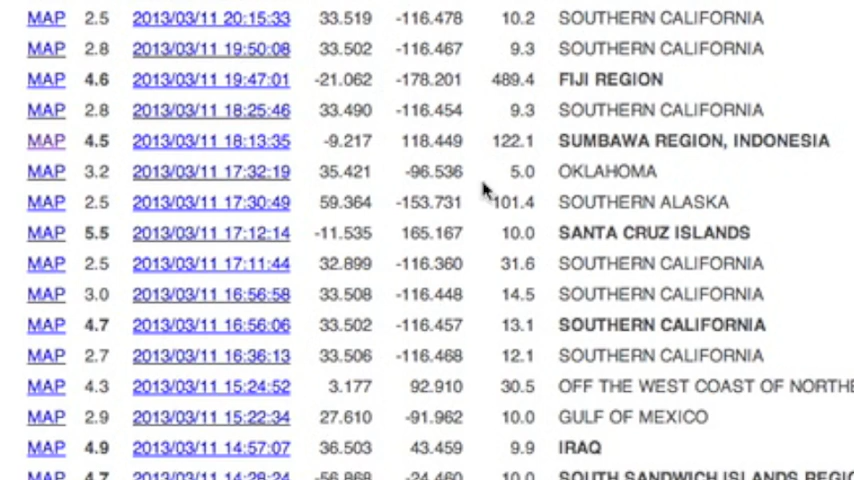 MAP 2.5 2013/03/11 20:15:33 33.519 -116.478 10.2 SOUTHERN CALIFORNIA
MAP 2.8 2013/03/11 19:50:08 33.502 -116.467 9.3 SOUTHERN CALIFORNIA
MAP 4.6 2013/03/11 19:47:01 -21.062 -178.201 489.4 FIJI REGION
MAP 2.8 2013/03/11 18:25:46 33.490 -116.454 9.3 SOUTHERN CALIFORNIA
MAP 4.5 2013/03/11 18:13:35 -9.217 118.449 122.1 SUMBAWA REGION, INDONESIA
MAP 3.2 2013/03/11 17:32:19 35.421 -96.536 5.0 OKLAHOMA
MAP 2.5 2013/03/11 17:30:49 59.364 -153.731 101.4 SOUTHERN ALASKA
MAP 5.5 2013/03/11 17:12:14 -11.535 165.167 10.0 SANTA CRUZ ISLANDS
MAP 2.5 2013/03/11 17:11:44 32.899 -116.360 31.6 SOUTHERN CALIFORNIA
MAP 3.0 2013/03/11 16:56:58 33.508 -116.448 14.5 SOUTHERN CALIFORNIA
MAP 4.7 2013/03/11 16:56:06 33.502 -116.457 13.1 SOUTHERN CALIFORNIA
MAP 2.7 2013/03/11 16:36:13 33.506 -116.468 12.1 SOUTHERN CALIFORNIA
MAP 4.3 2013/03/11 15:24:52 3.177 92.910 30.5 OFF THE WEST COAST OF NORTHE
MAP 2.9 2013/03/11 15:22:34 27.610 -91.962 10.0 GULF OF MEXICO
MAP 4.9 2013/03/11 14:57:07 36.503 43.459 9.9 IRAQ
MAP 4.7 2013/03/11 14:28:24 -56.868 -24.460 10.0 SOUTH SANDWICH ISLANDS REGIO